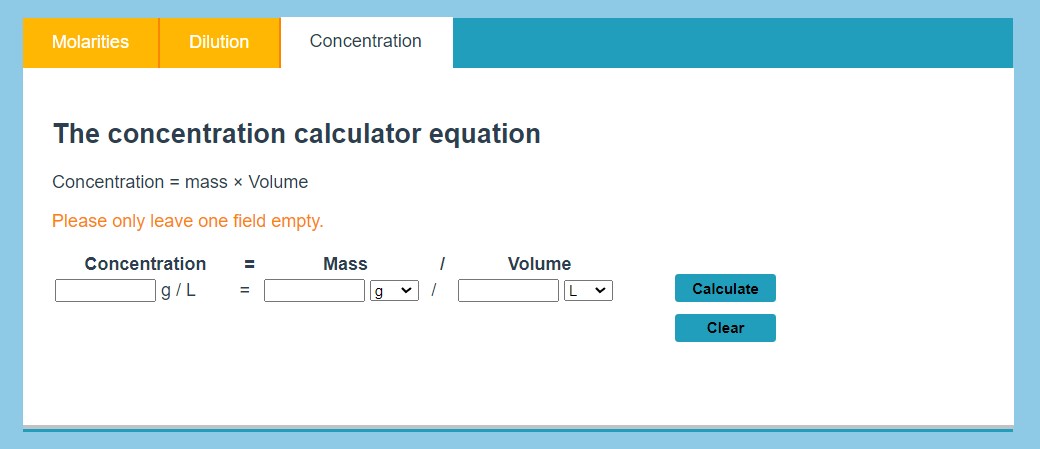 Molarities Dilution Concentration
The concentration calculator equation
Concentration = mass × Volume
Please only leave one field empty.
Concentration = Mass / Volume
g / L = g / L
Calculate
Clear